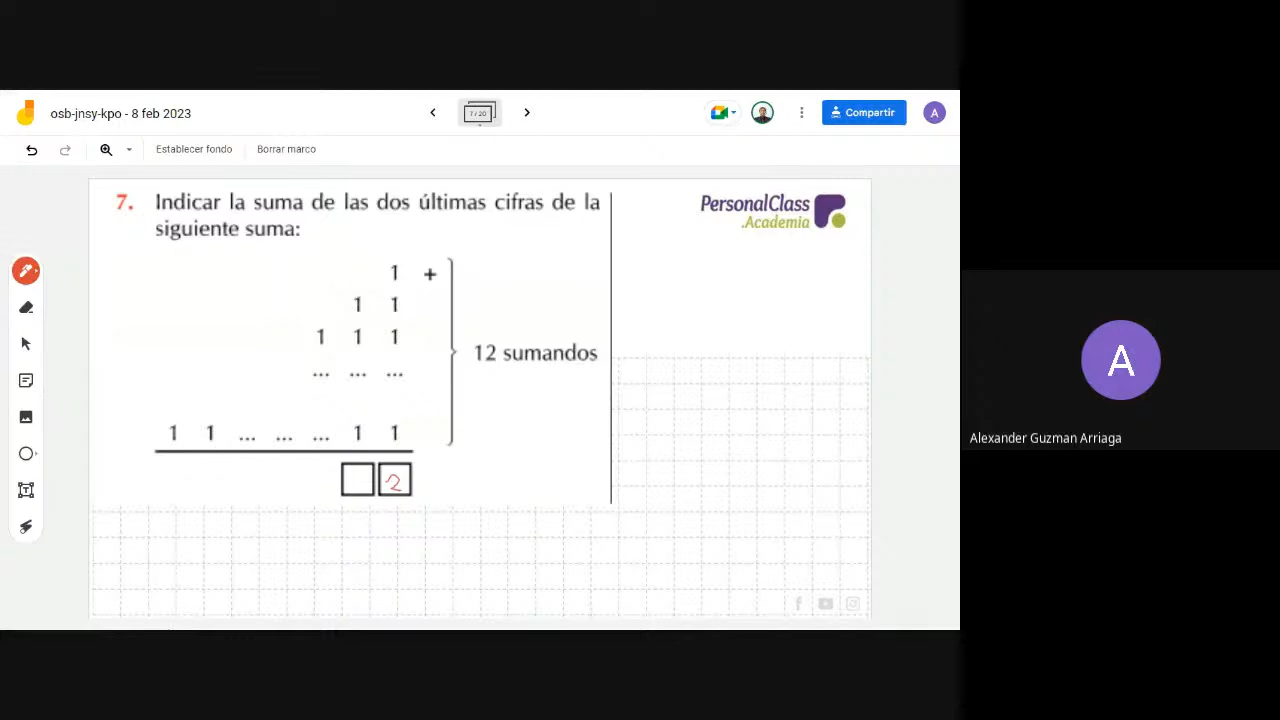 osb-jnsy-kpo - 8 feb 2023
7 / 20
Compartir
A
Establecer fondo
Borrar marco
7. Indicar la suma de las dos últimas cifras de la
siguiente suma:
PersonalClass
.Academia
1 +
1 1
1 1 1
... ... ...
12 sumandos
1 1 ... ... ... 1 1
2
A
Alexander Guzman Arriaga